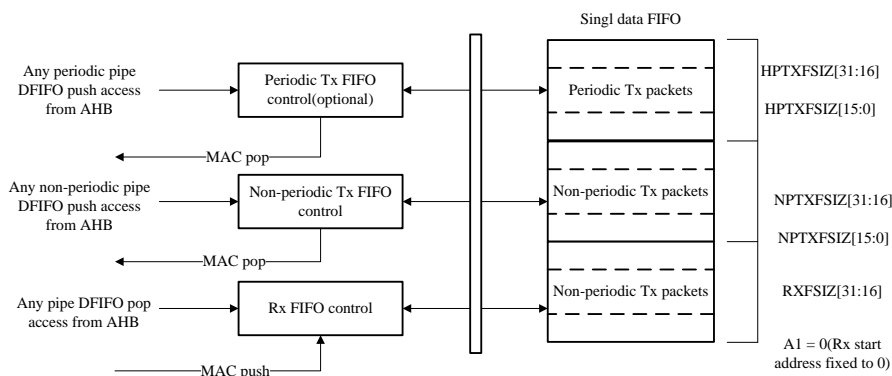 Singl data FIFO
Any periodic pipe
DFIFO push access
from AHB
Periodic Tx FIFO
control(optional)
MAC pop
Periodic Tx packets
HPTXFSIZ[31:16]
HPTXFSIZ[15:0]
Any non-periodic pipe
DFIFO push access
from AHB
Non-periodic Tx FIFO
control
MAC pop
Non-periodic Tx packets
NPTXFSIZ[31:16]
NPTXFSIZ[15:0]
Any pipe DFIFO pop
access from AHB
Rx FIFO control
MAC push
Non-periodic Tx packets
RXFSIZ[31:16]
A1 = 0(Rx start
address fixed to 0)